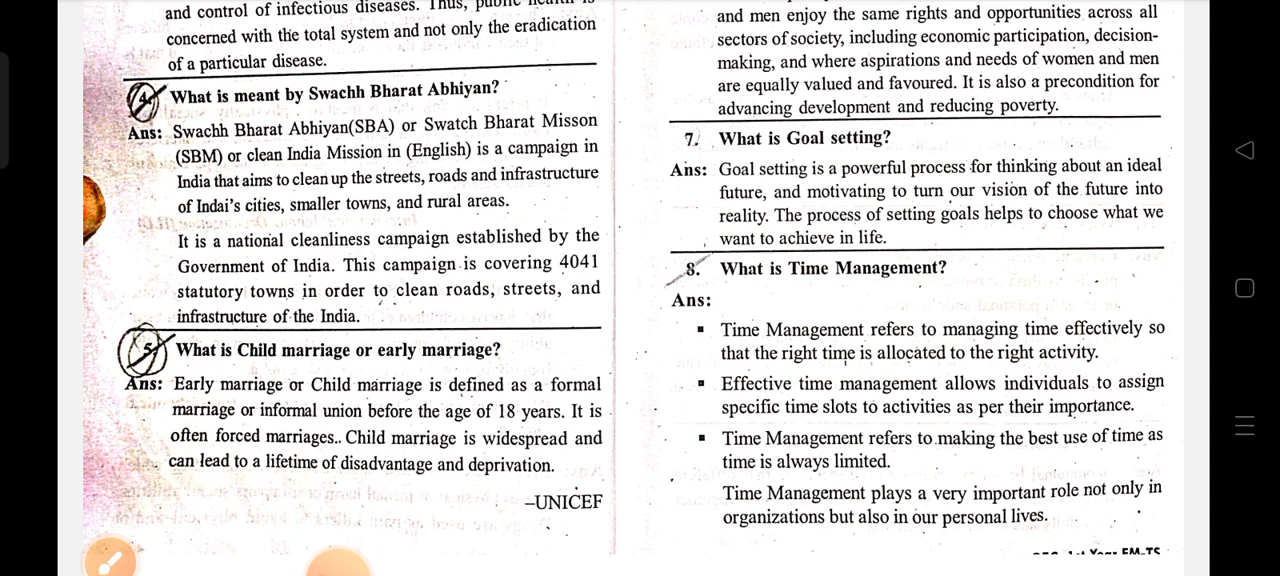 and control of infectious diseases. Thus, public health is
concerned with the total system and not only the eradication
of a particular disease.
4. What is meant by Swachh Bharat Abhiyan?
Ans: Swachh Bharat Abhiyan(SBA) or Swatch Bharat Misson
(SBM) or clean India Mission in (English) is a campaign in
India that aims to clean up the streets, roads and infrastructure
of Indai's cities, smaller towns, and rural areas.
It is a national cleanliness campaign established by the
Government of India. This campaign is covering 4041
statutory towns in order to clean roads, streets, and
infrastructure of the India.
5. What is Child marriage or early marriage?
Ans: Early marriage or Child marriage is defined as a formal
marriage or informal union before the age of 18 years. It is
often forced marriages.. Child marriage is widespread and
can lead to a lifetime of disadvantage and deprivation.
–UNICEF
and men enjoy the same rights and opportunities across all
sectors of society, including economic participation, decision-
making, and where aspirations and needs of women and men
are equally valued and favoured. It is also a precondition for
advancing development and reducing poverty.
7. What is Goal setting?
Ans: Goal setting is a powerful process for thinking about an ideal
future, and motivating to turn our vision of the future into
reality. The process of setting goals helps to choose what we
want to achieve in life.
8. What is Time Management?
Ans:
▪ Time Management refers to managing time effectively so
that the right time is allocated to the right activity.
▪ Effective time management allows individuals to assign
specific time slots to activities as per their importance.
▪ Time Management refers to making the best use of time as
time is always limited.
Time Management plays a very important role not only in
organizations but also in our personal lives.
EM-TS